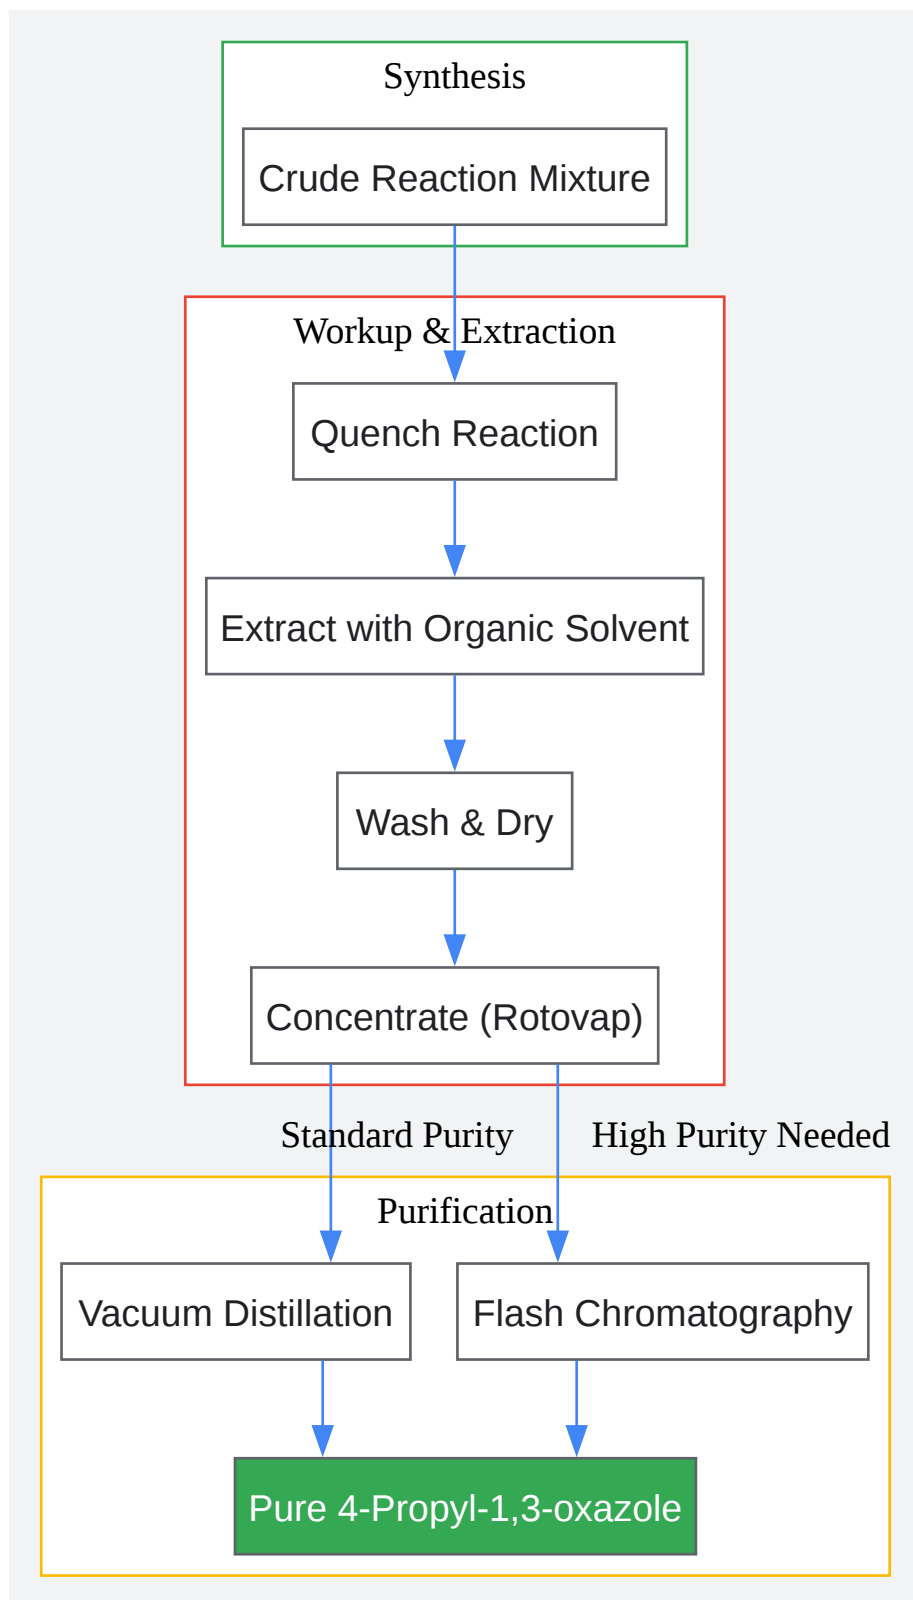 Synthesis
Crude Reaction Mixture
Workup & Extraction
Quench Reaction
Extract with Organic Solvent
Wash & Dry
Concentrate (Rotovap)
Standard Purity
High Purity Needed
Purification
Vacuum Distillation
Flash Chromatography
Pure 4-Propyl-1,3-oxazole